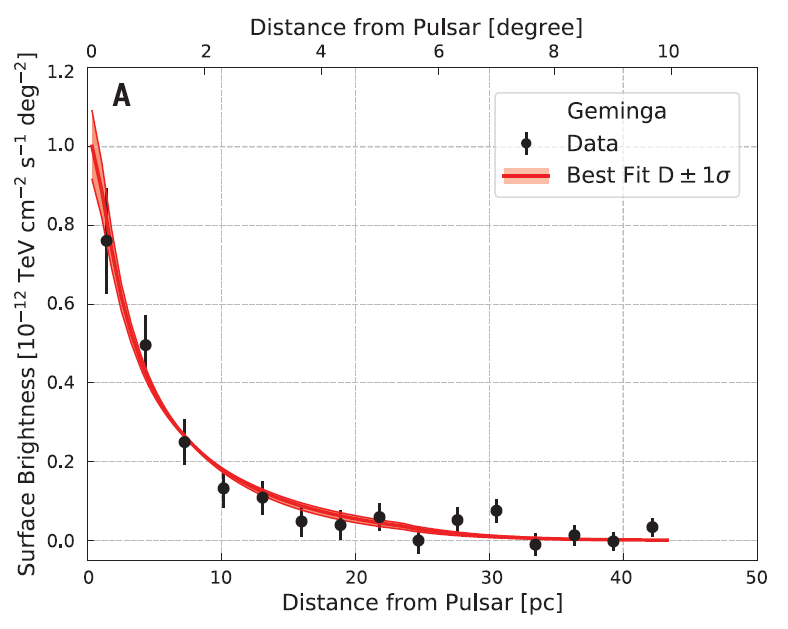 Distance from Pulsar [degree]
0 2 4 6 8 10
A
Geminga
Data
Best Fit D ± 1σ
Surface Brightness [10⁻¹² TeV cm⁻² s⁻¹ deg⁻²]
1.2
1.0
0.8
0.6
0.4
0.2
0.0
0 10 20 30 40 50
Distance from Pulsar [pc]